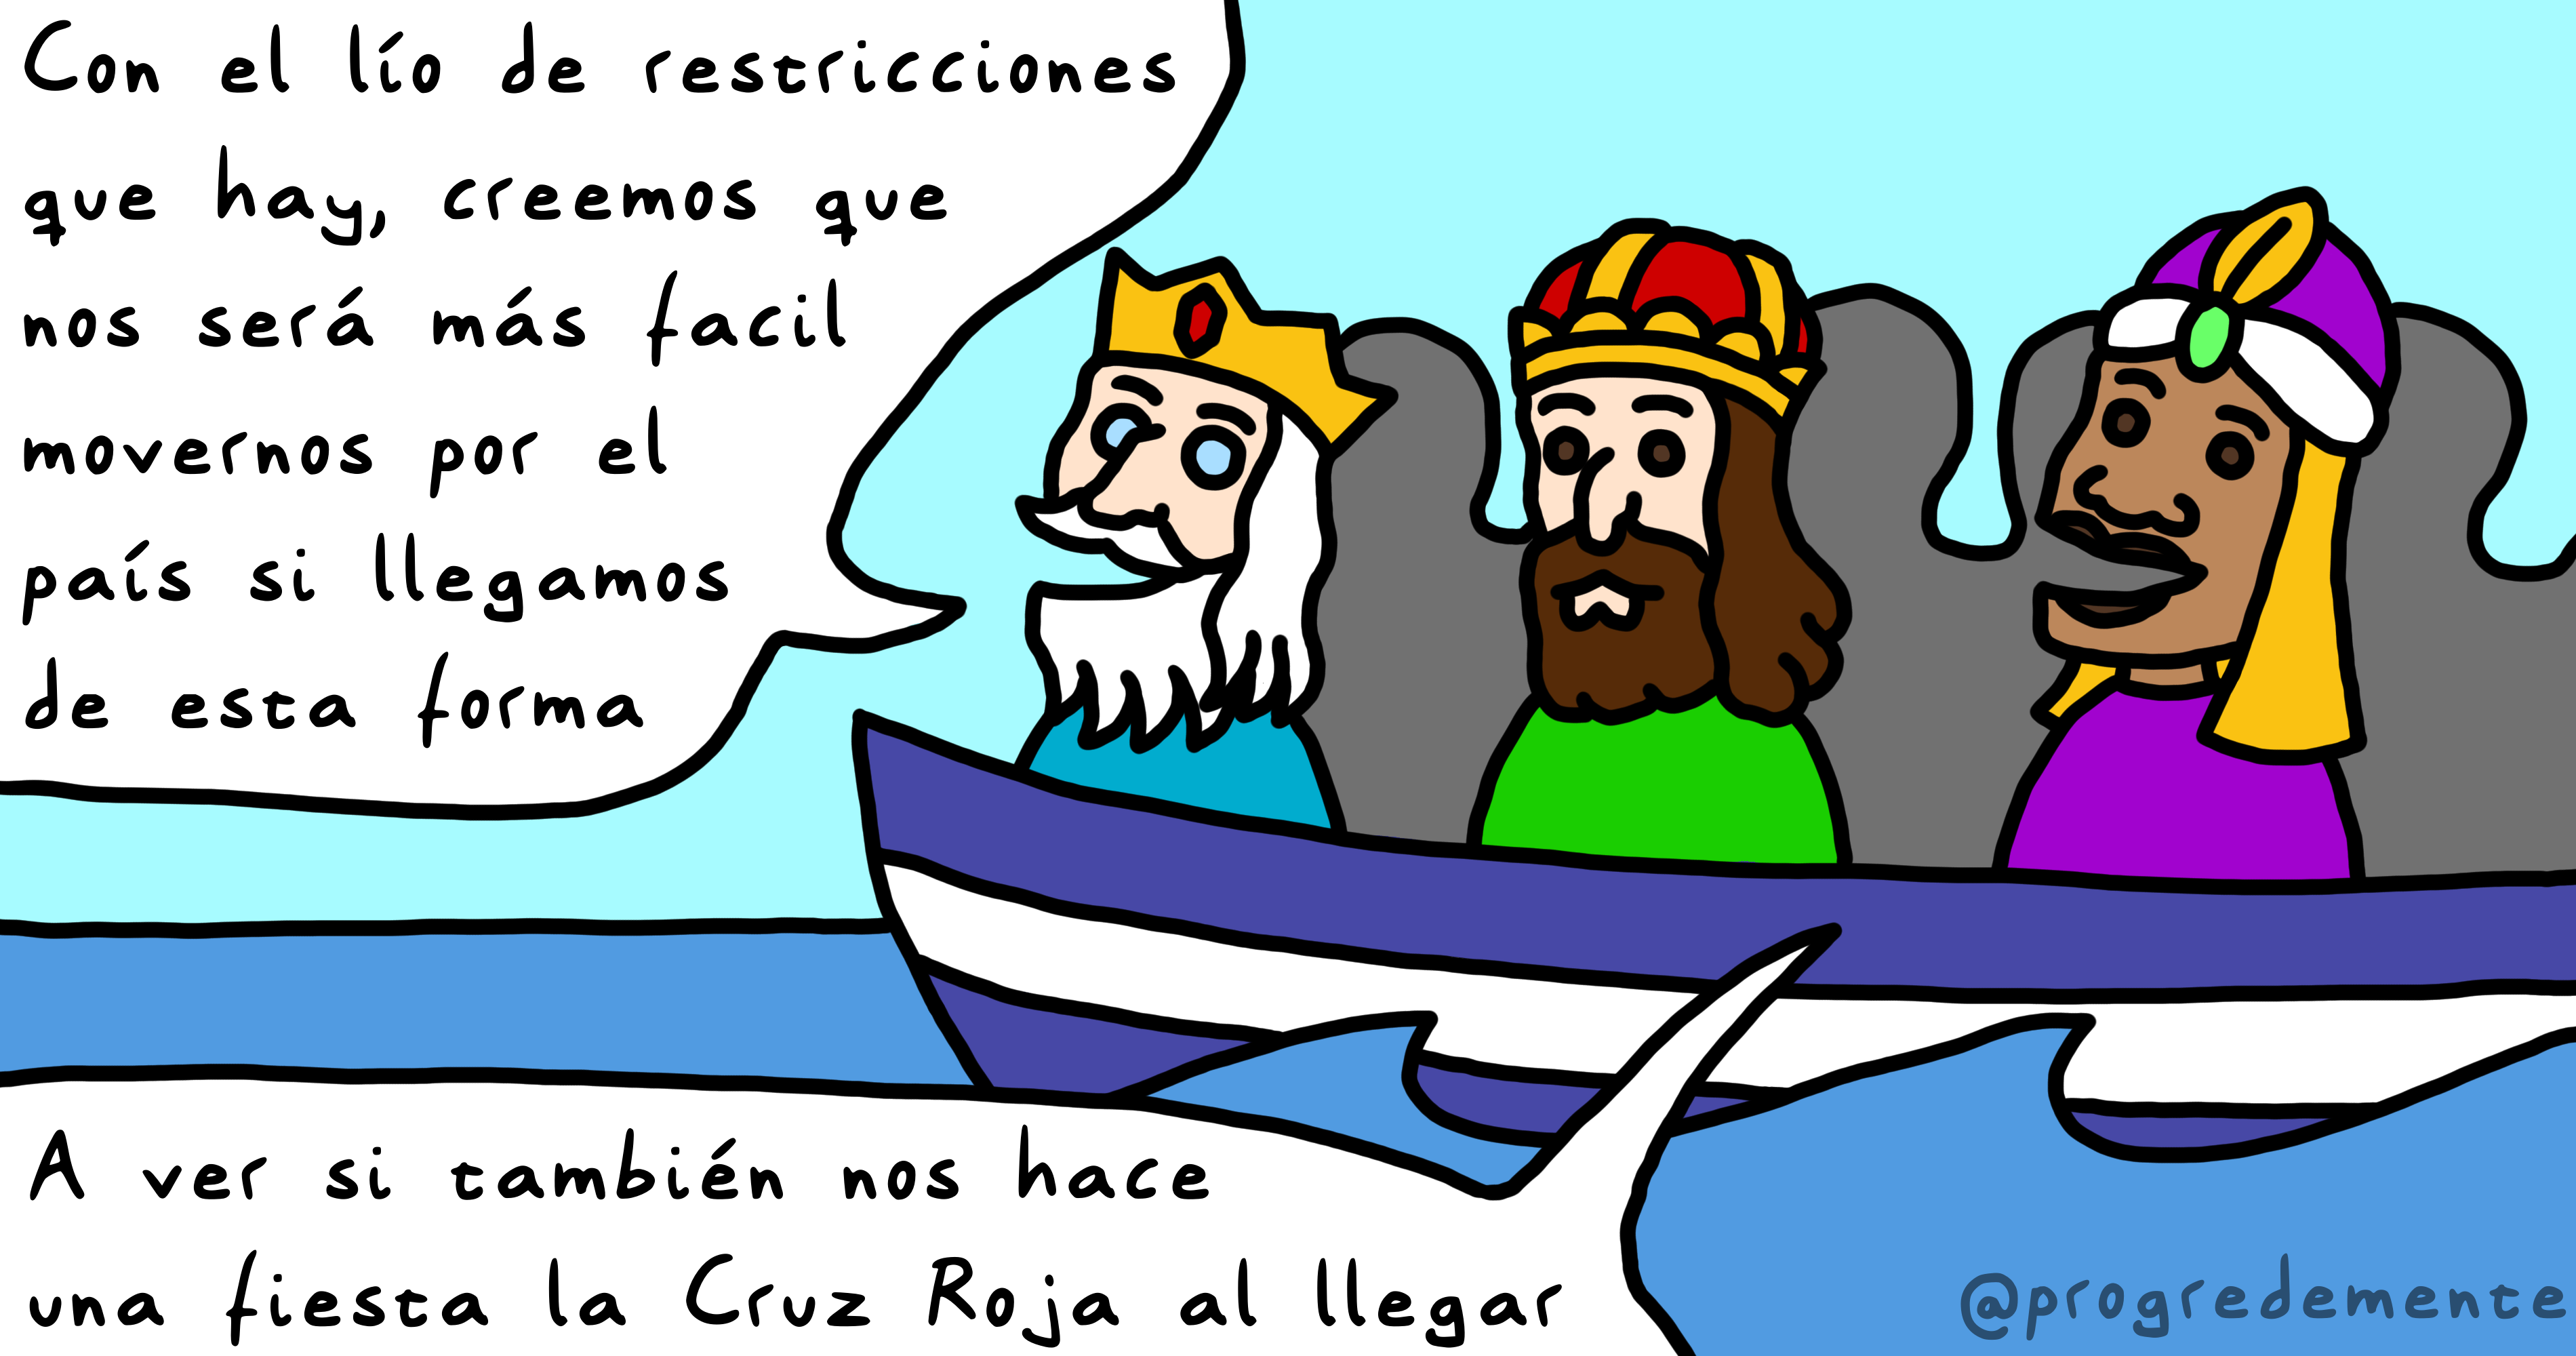 Con el lío de restricciones
que hay, creemos que
nos será más facil
movernos por el
país si llegamos
de esta forma
A ver si también nos hace
una fiesta la Cruz Roja al llegar
@progredemente